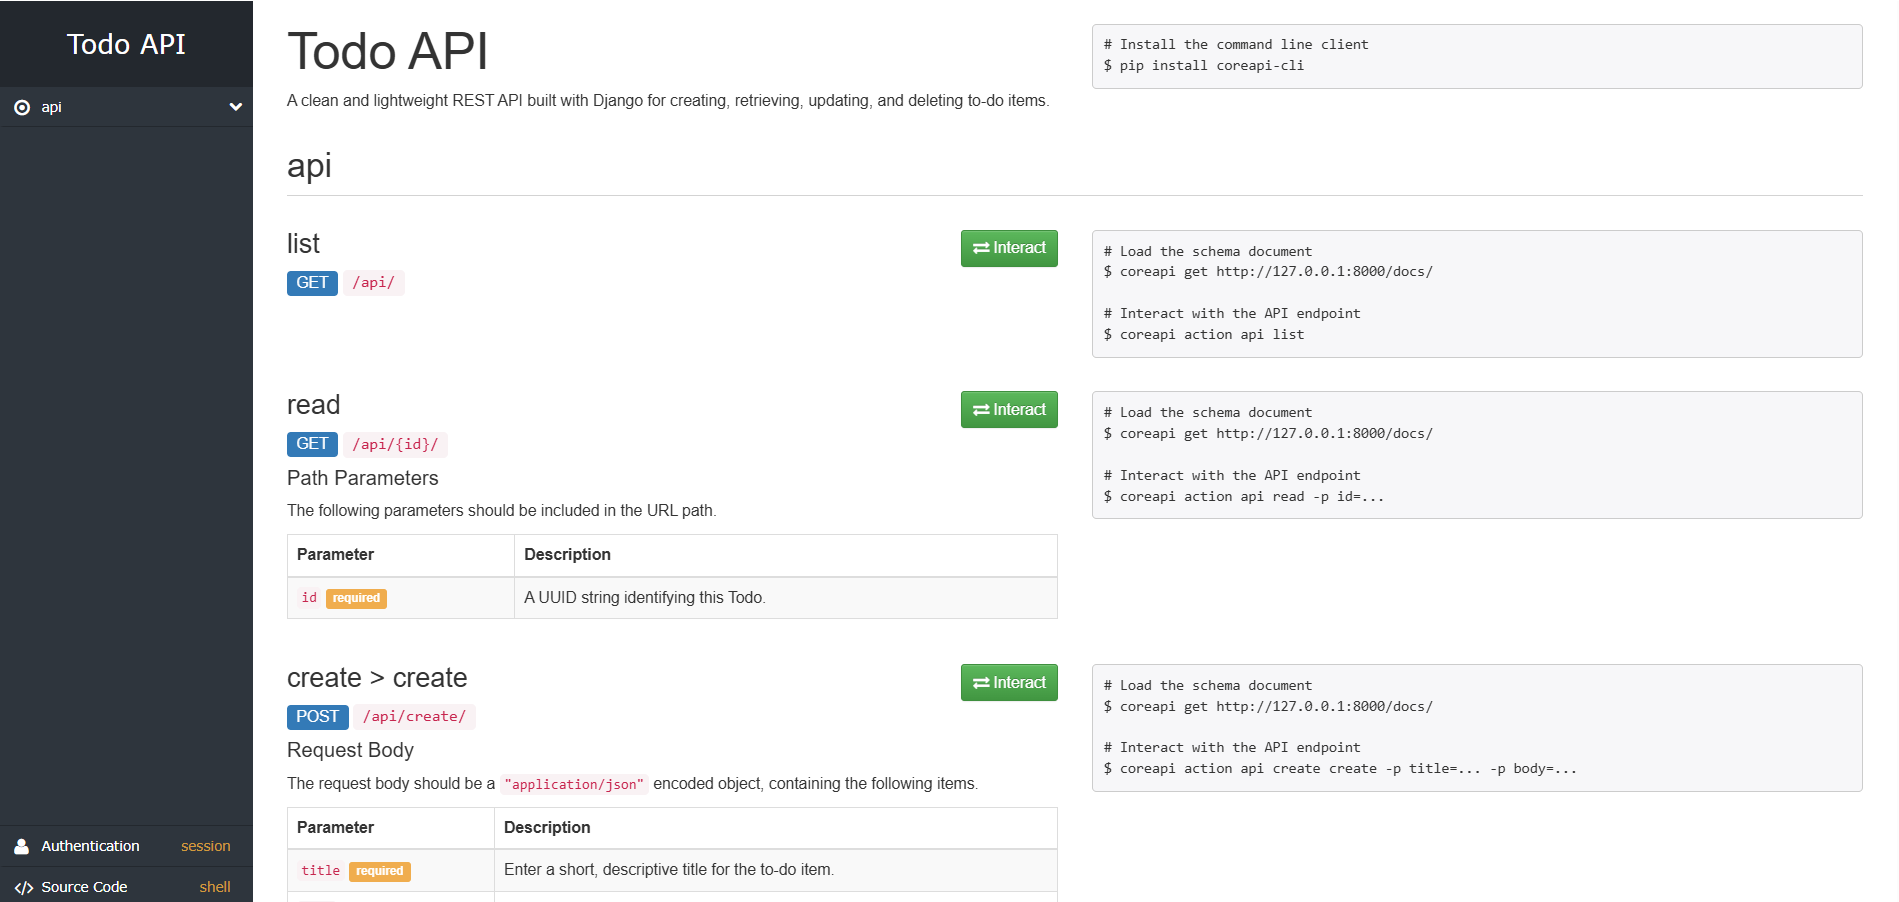 Todo API
api
Authentication session
</> Source Code shell
Todo API
A clean and lightweight REST API built with Django for creating, retrieving, updating, and deleting to-do items.
# Install the command line client
$ pip install coreapi-cli
api
list
Interact
GET /api/
# Load the schema document
$ coreapi get http://127.0.0.1:8000/docs/
# Interact with the API endpoint
$ coreapi action api list
read
Interact
GET /api/{id}/
Path Parameters
The following parameters should be included in the URL path.
Parameter Description
id required A UUID string identifying this Todo.
# Load the schema document
$ coreapi get http://127.0.0.1:8000/docs/
# Interact with the API endpoint
$ coreapi action api read -p id=...
create > create
Interact
POST /api/create/
Request Body
The request body should be a "application/json" encoded object, containing the following items.
Parameter Description
title required Enter a short, descriptive title for the to-do item.
# Load the schema document
$ coreapi get http://127.0.0.1:8000/docs/
# Interact with the API endpoint
$ coreapi action api create create -p title=... -p body=...